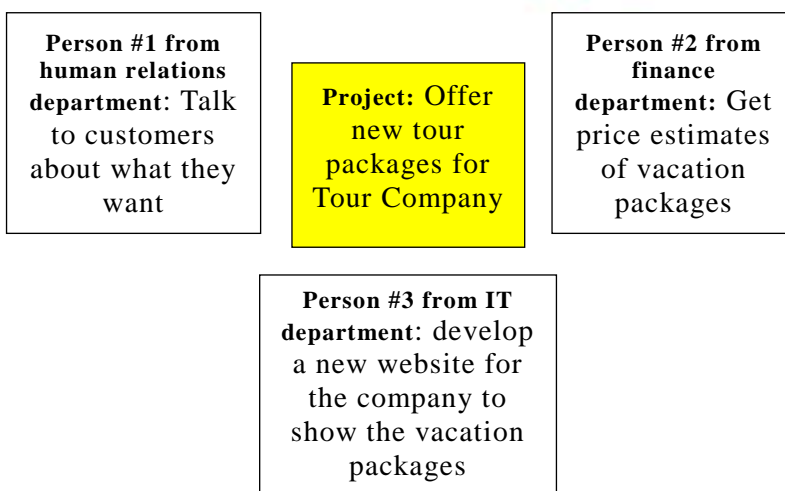 Person #1 from
human relations
department: Talk
to customers
about what they
want
Project: Offer
new tour
packages for
Tour Company
Person #2 from
finance
department: Get
price estimates
of vacation
packages
Person #3 from IT
department: develop
a new website for
the company to
show the vacation
packages